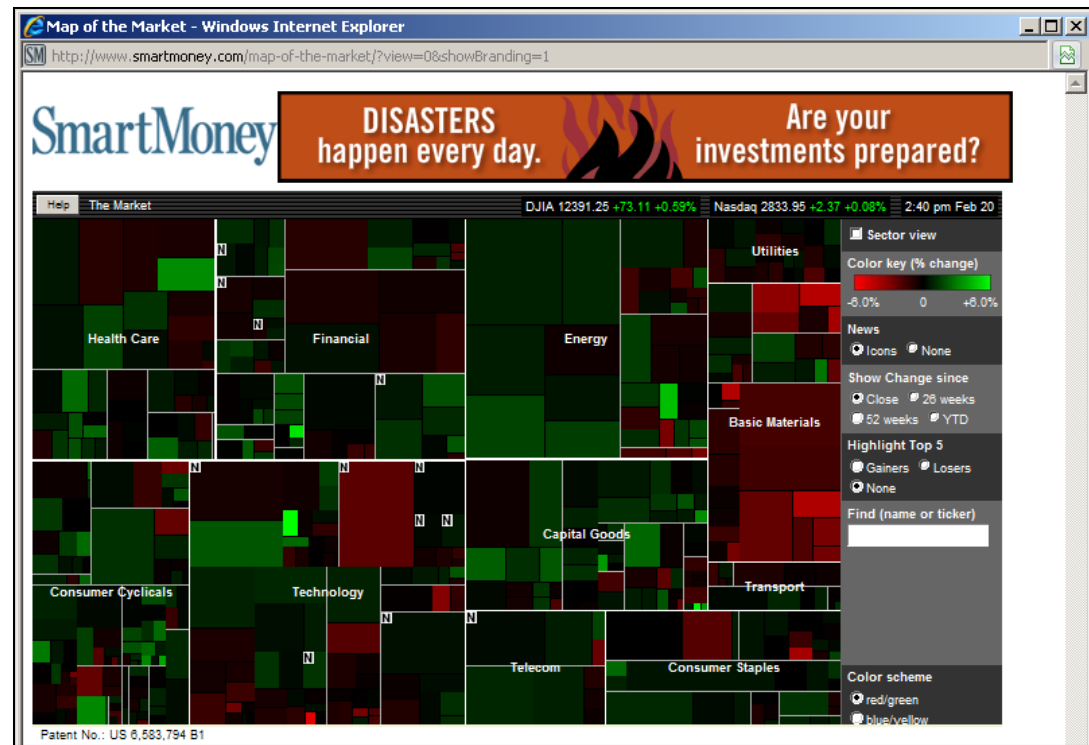 Map of the Market - Windows Internet Explorer
SM http://www.smartmoney.com/map-of-the-market/?view=0&showBranding=1
SmartMoney
DISASTERS
happen every day.
Are your
investments prepared?
Help The Market DJIA 12391.25 +73.11 +0.59% Nasdaq 2833.95 +2.37 +0.08% 2:40 pm Feb 20
Health Care
N
N
N
N
Financial
Energy
Utilities
Basic Materials
Consumer Cyclicals
N
N
N
N
N
N
Technology
N
Capital Goods
Transport
N
Telecom
Consumer Staples
Sector view
Color key (% change)
-6.0% 0 +6.0%
News
Icons None
Show Change since
Close 26 weeks
52 weeks YTD
Highlight Top 5
Gainers Losers
None
Find (name or ticker)
Color scheme
red/green
blue/yellow
Patent No.: US 6,583,794 B1